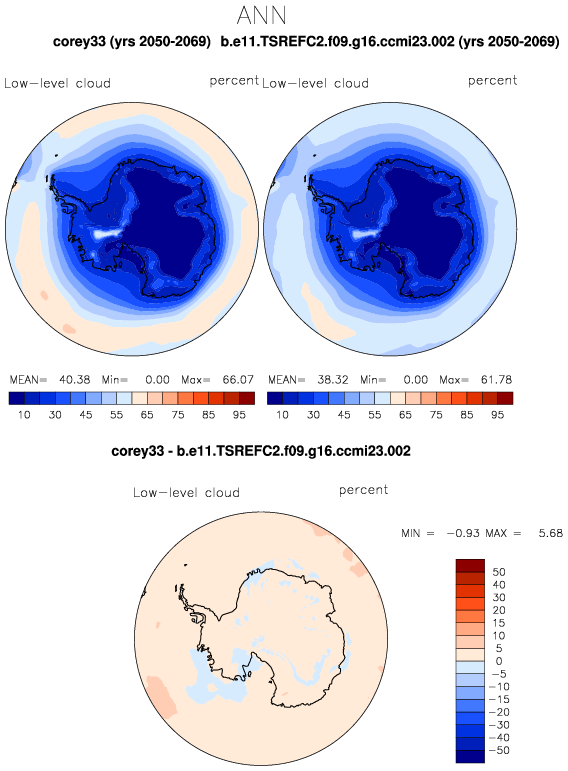 ANN
corey33 (yrs 2050-2069) b.e11.TSREFC2.f09.g16.ccmi23.002 (yrs 2050-2069)
Low-level cloud percent Low-level cloud percent
MEAN= 40.38 Min= 0.00 Max= 66.07 MEAN= 38.32 Min= 0.00 Max= 61.78
10 30 45 55 65 75 85 95 10 30 45 55 65 75 85 95
corey33 - b.e11.TSREFC2.f09.g16.ccmi23.002
Low-level cloud percent
MIN = -0.93 MAX = 5.68
50
40
30
20
15
10
5
0
-5
-10
-15
-20
-30
-40
-50